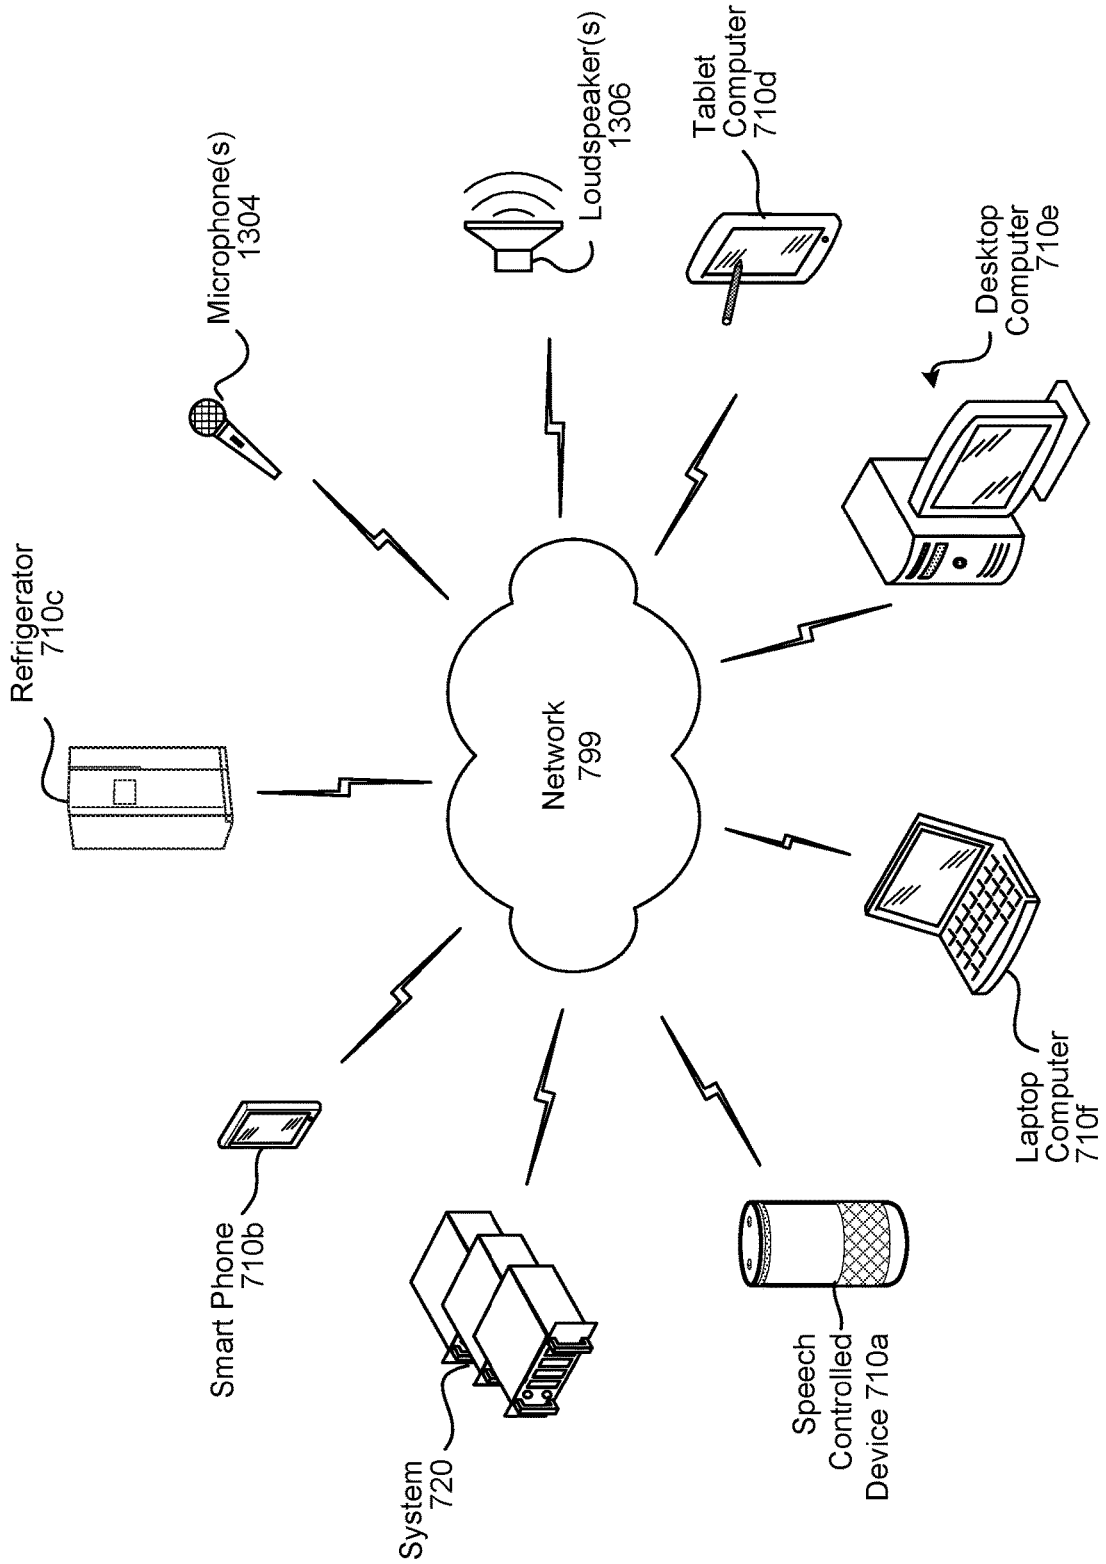 Smart Phone
710b
Refrigerator
710c
Microphone(s)
1304
System
720
Network
799
Loudspeaker(s)
1306
Speech
Controlled
Device 710a
Tablet
Computer
710d
Laptop
Computer
710f
Desktop
Computer
710e